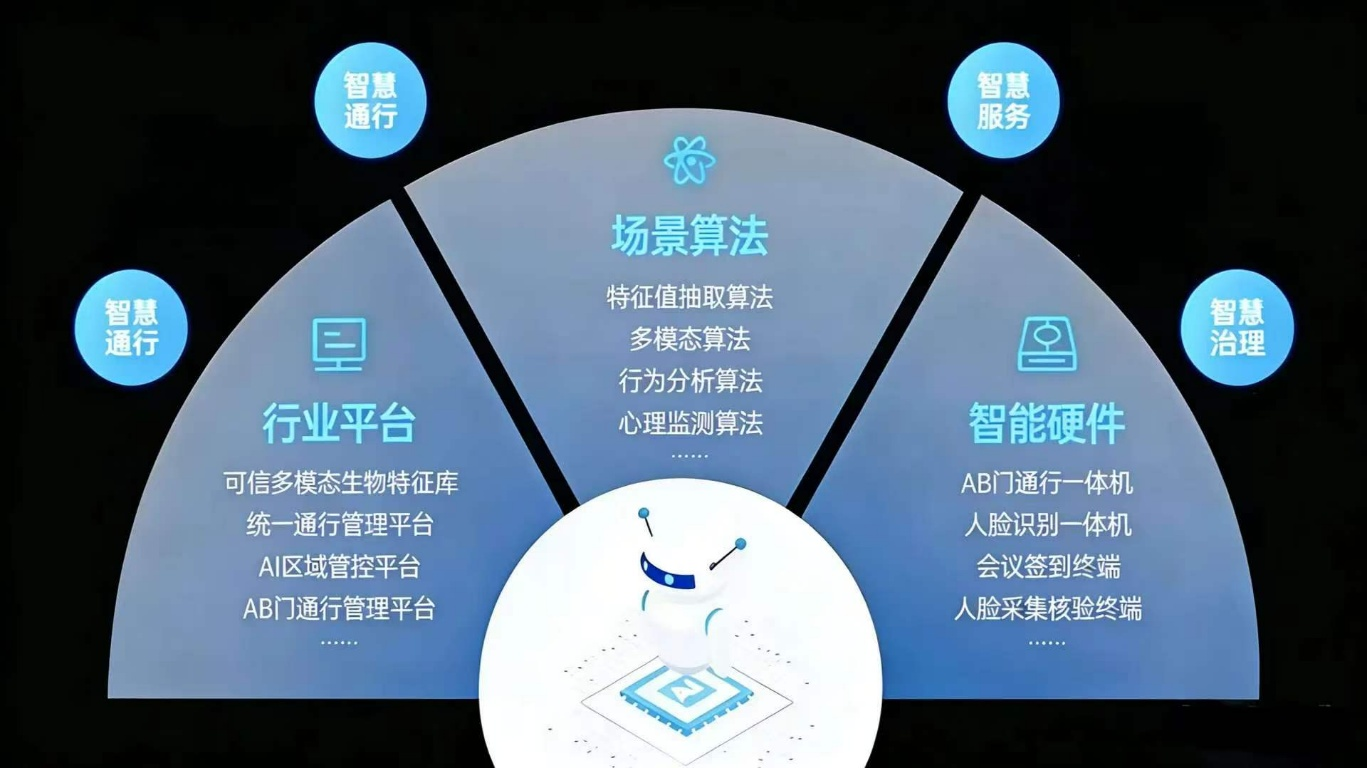 智慧
通行
智慧
服务
智慧
通行
智慧
治理
场景算法
特征值抽取算法
多模态算法
行为分析算法
心理监测算法
......
行业平台
可信多模态生物特征库
统一通行管理平台
AI区域管控平台
AB门通行管理平台
......
智能硬件
AB门通行一体机
人脸识别一体机
会议签到终端
人脸采集核验终端
......
AI